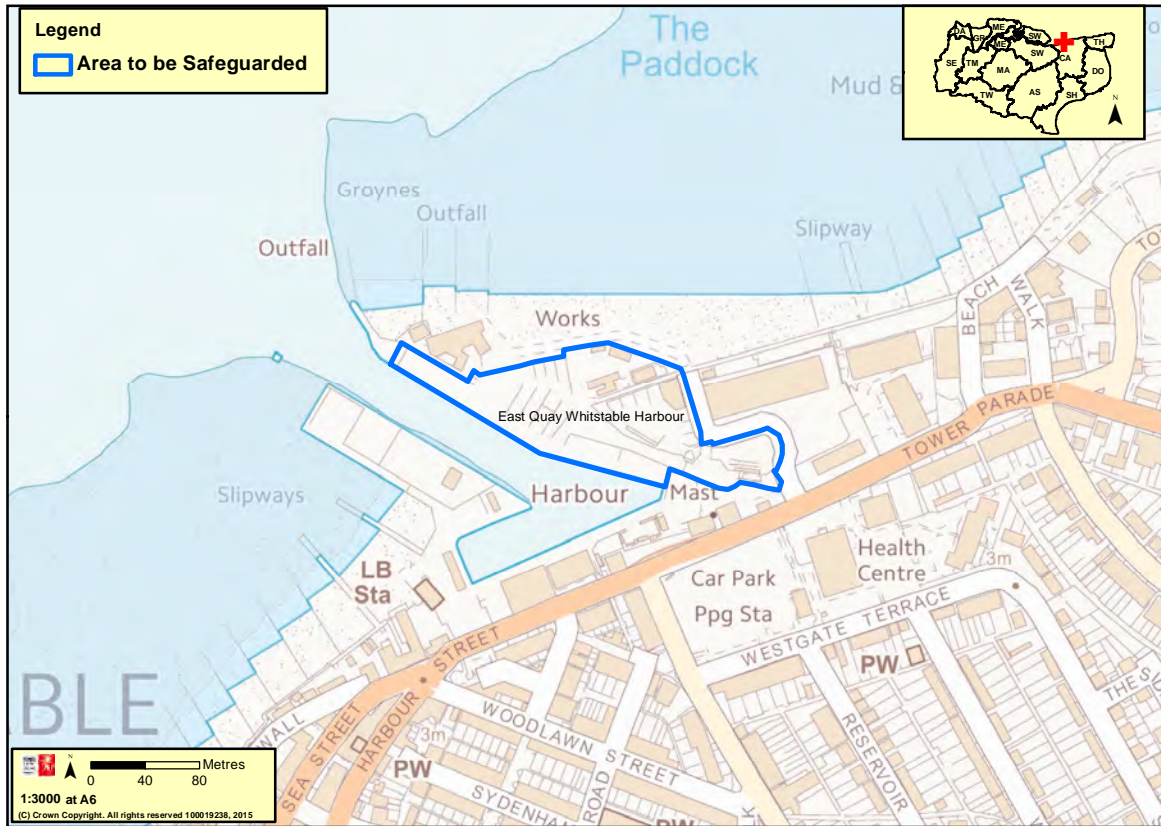 Legend
Area to be Safeguarded
The
Paddock
Mud &
DA
GR
ME
ME
SW
SW
CA
TH
SE
TM
MA
AS
DO
TW
SH
N
Groynes
Outfall
Outfall
Slipway
Works
BEACH
WALK
East Quay Whitstable Harbour
TOWER PARADE
Slipways
Harbour
Mast
LB
Sta
Health
Centre
3m
Car Park
Ppg Sta
WESTGATE TERRACE
PW
BLE
WALL
SEA STREET
HARBOUR STREET
3m
PW
WOODLAWN STREET
SYDENHAM
ROAD
RESERVOIR
THE
PW
N
0 40 80 Metres
1:3000 at A6
(C) Crown Copyright. All rights reserved 100019238, 2015